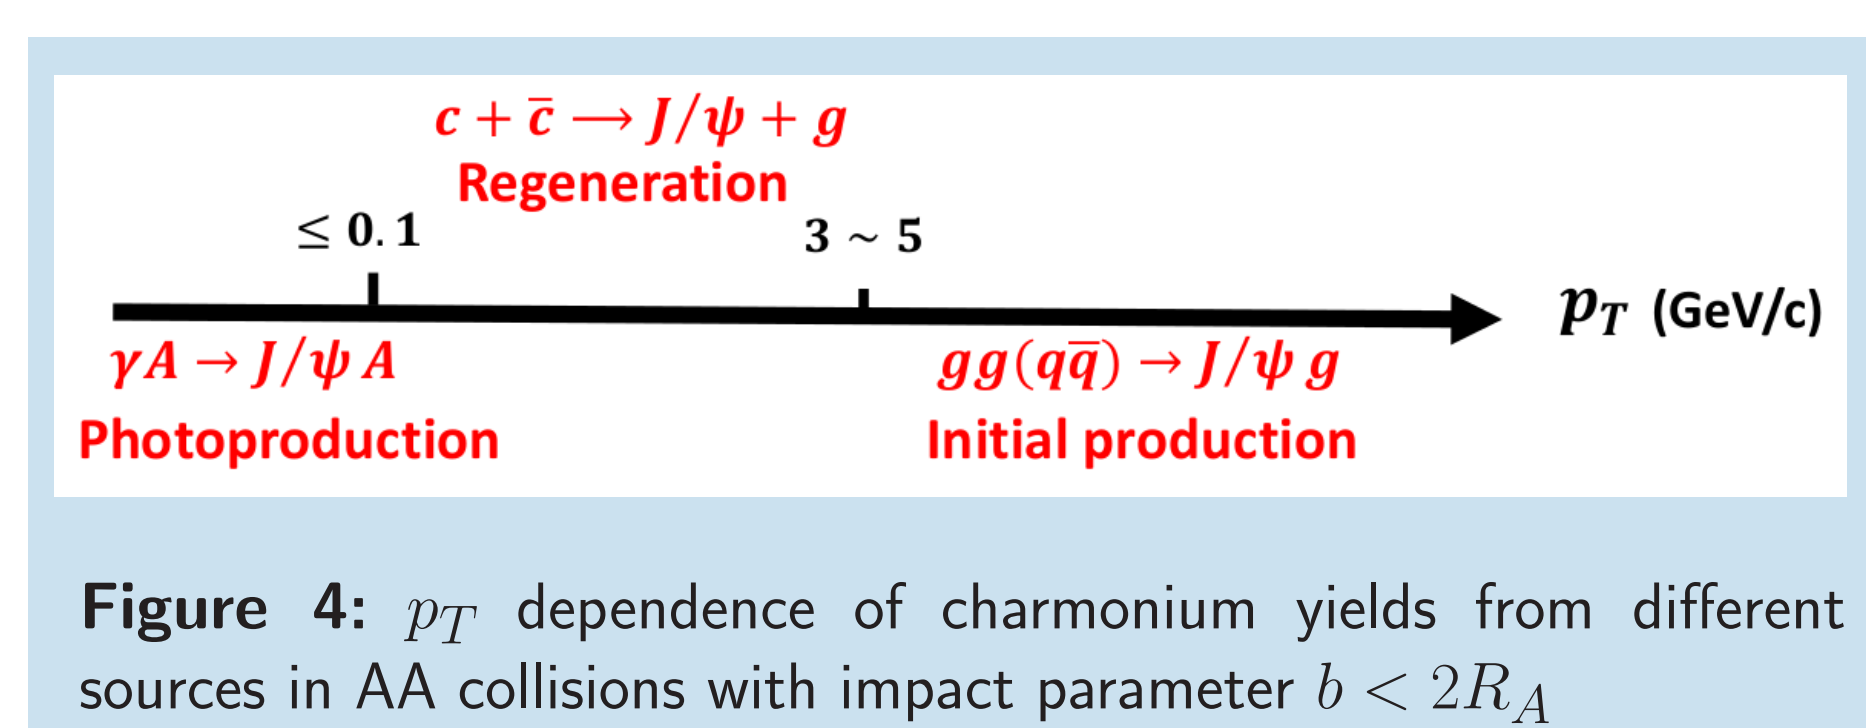 c + c̄ ⟶ J/ψ + g
Regeneration
≤ 0.1
3 ~ 5
p_T (GeV/c)
γA → J/ψ A
gg(qq̄) → J/ψ g
Photoproduction
Initial production
Figure 4: p_T dependence of charmonium yields from different
sources in AA collisions with impact parameter b < 2R_A